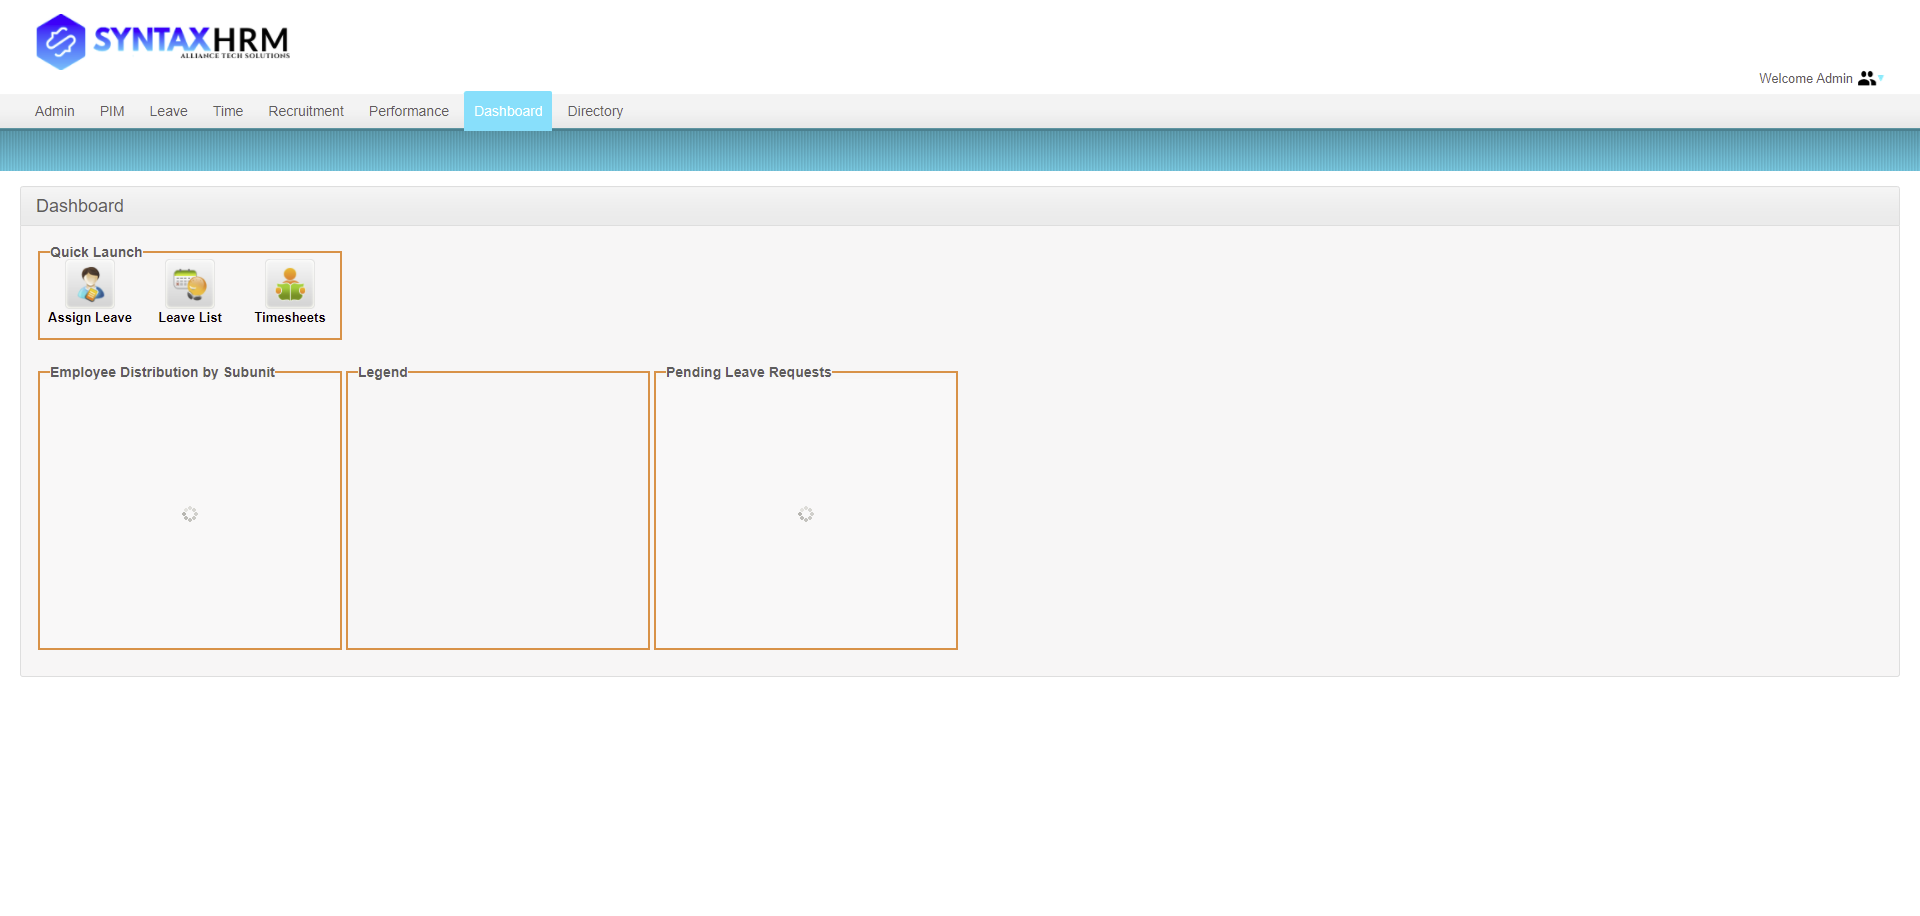 SYNTAXHRM
ALLIANCE TECH SOLUTIONS
Welcome Admin
Admin PIM Leave Time Recruitment Performance Dashboard Directory
Dashboard
Quick Launch
Assign Leave Leave List Timesheets
Employee Distribution by Subunit Legend Pending Leave Requests